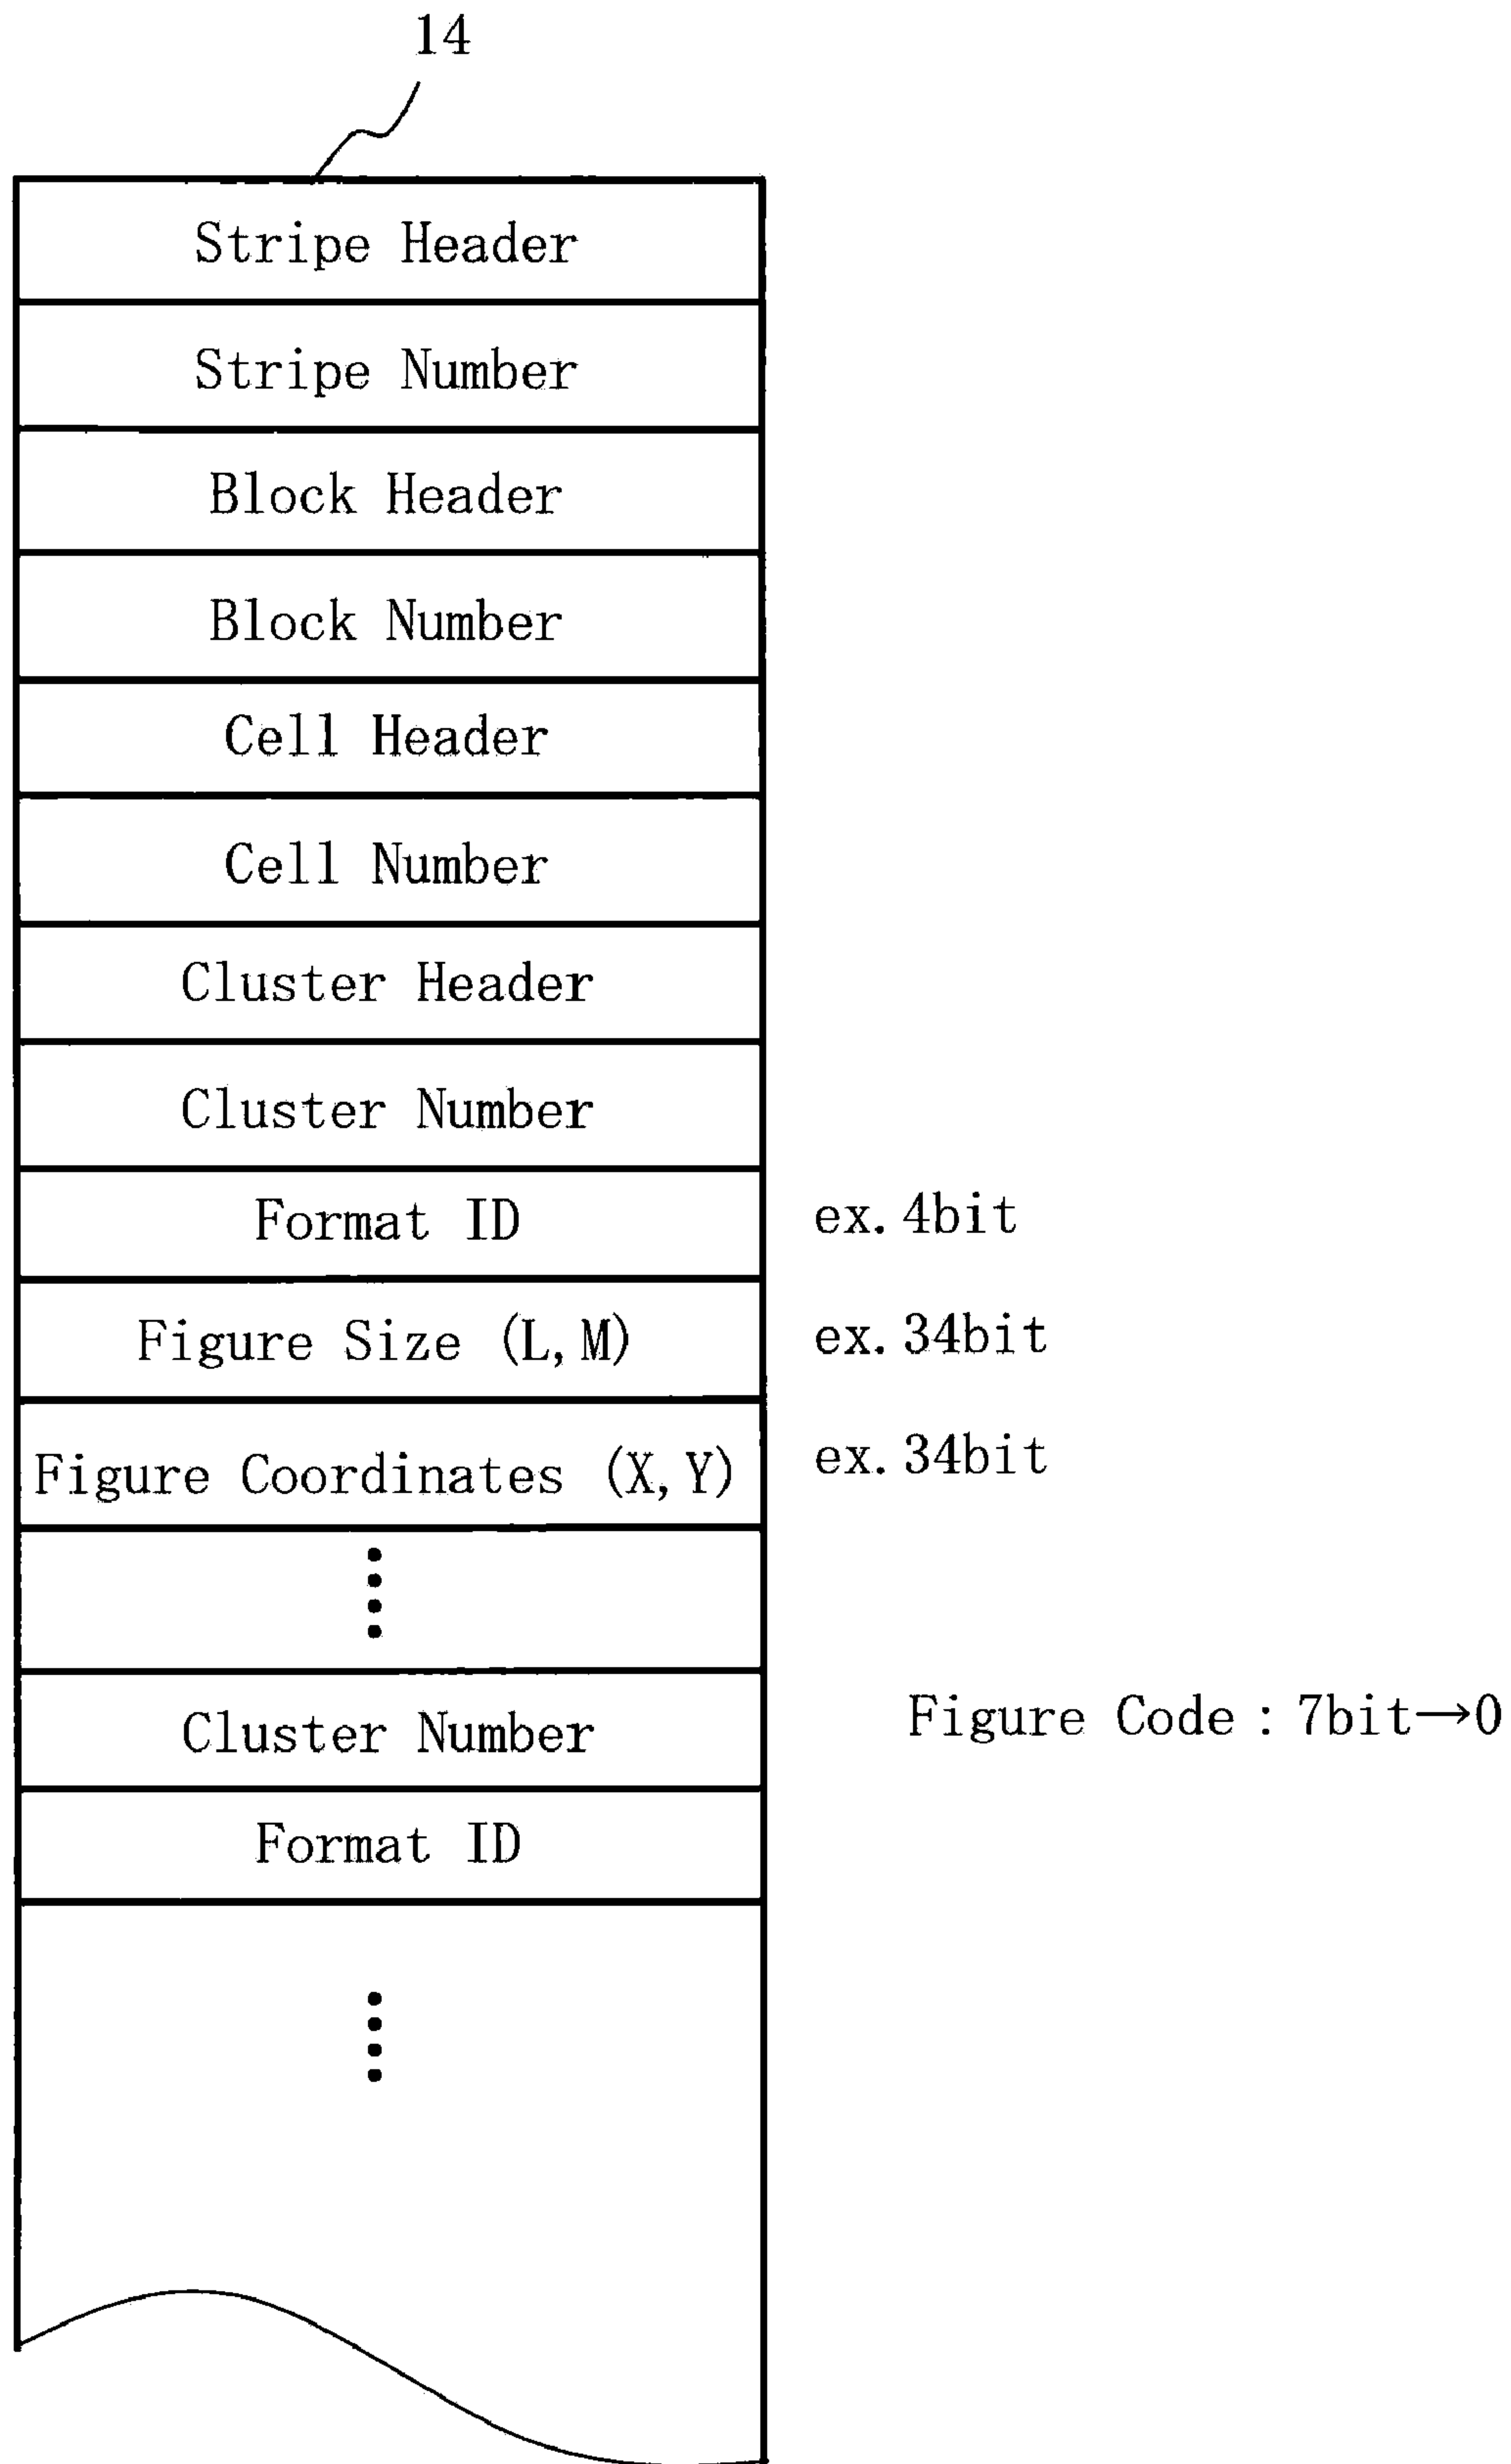 14
Stripe Header
Stripe Number
Block Header
Block Number
Cell Header
Cell Number
Cluster Header
Cluster Number
Format ID ex. 4bit
Figure Size (L, M) ex. 34bit
Figure Coordinates (X, Y) ex. 34bit
Cluster Number Figure Code : 7bit→0
Format ID